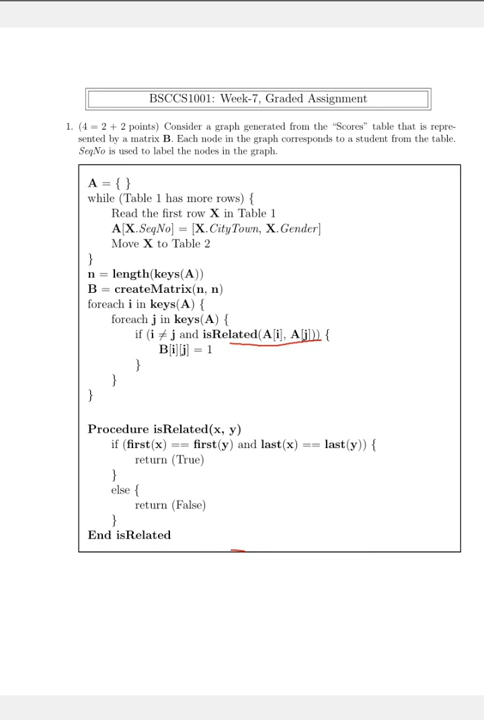 BSCCS1001: Week-7, Graded Assignment
1. (4 = 2 + 2 points) Consider a graph generated from the “Scores” table that is repre-
sented by a matrix B. Each node in the graph corresponds to a student from the table.
SeqNo is used to label the nodes in the graph.
A = { }
while (Table 1 has more rows) {
Read the first row X in Table 1
A[X.SeqNo] = [X.CityTown, X.Gender]
Move X to Table 2
}
n = length(keys(A))
B = createMatrix(n, n)
foreach i in keys(A) {
foreach j in keys(A) {
if (i ≠ j and isRelated(A[i], A[j])) {
B[i][j] = 1
}
}
}
Procedure isRelated(x, y)
if (first(x) == first(y) and last(x) == last(y)) {
return (True)
}
else {
return (False)
}
End isRelated